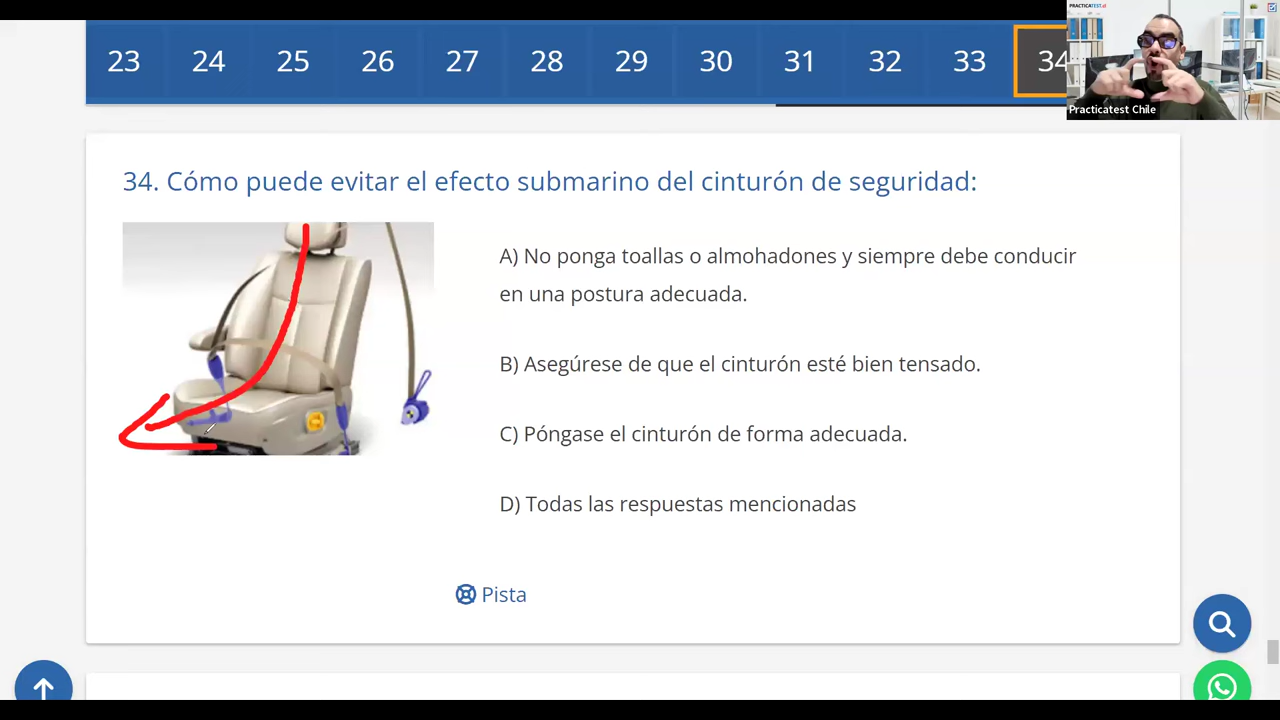 PRACTICATEST.cl
23 24 25 26 27 28 29 30 31 32 33 34
Practicatest Chile
34. Cómo puede evitar el efecto submarino del cinturón de seguridad:
A) No ponga toallas o almohadones y siempre debe conducir
en una postura adecuada.
B) Asegúrese de que el cinturón esté bien tensado.
C) Póngase el cinturón de forma adecuada.
D) Todas las respuestas mencionadas
Pista